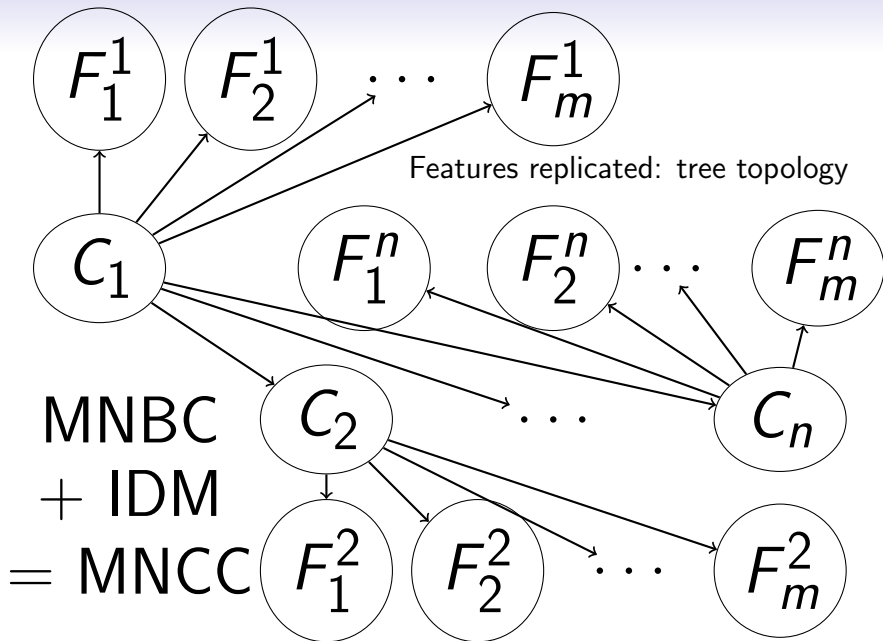 F_1^1 F_2^1 ··· F_m^1
Features replicated: tree topology
C_1 F_1^n F_2^n ··· F_m^n
MNBC C_2 ··· C_n
+ IDM
= MNCC F_1^2 F_2^2 ··· F_m^2